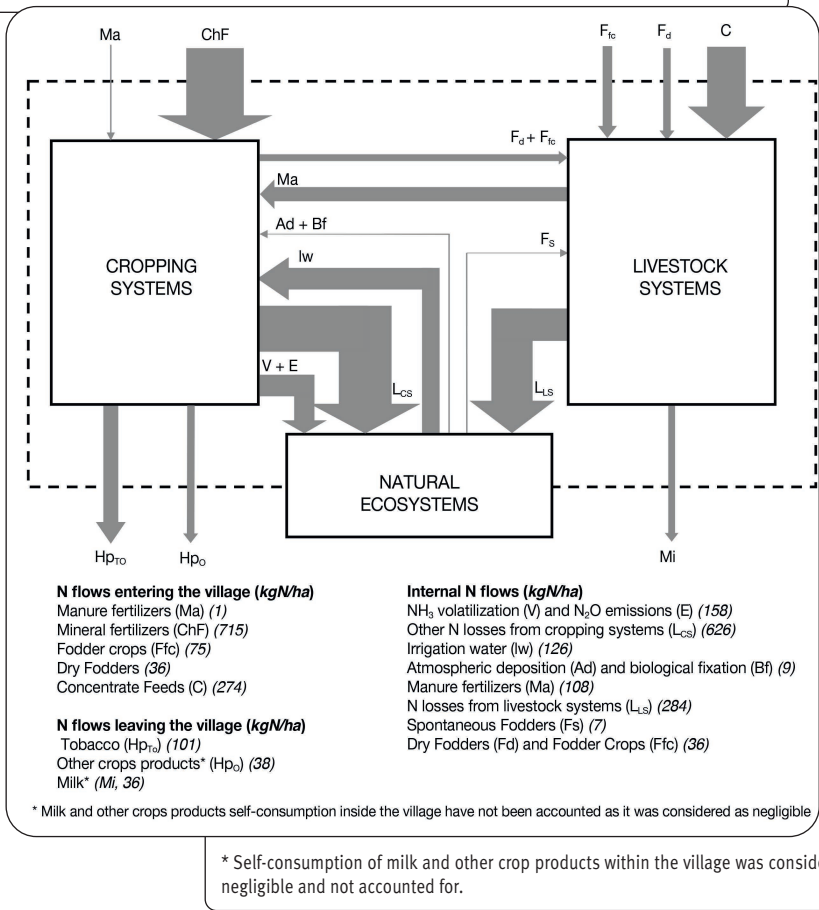 Ma
ChF
Ffc
Fd
C
Fd + Ffc
Ma
Ad + Bf
Fs
Iw
CROPPING
SYSTEMS
LIVESTOCK
SYSTEMS
V + E
LCS
LLS
NATURAL
ECOSYSTEMS
HpTO
HpO
Mi
N flows entering the village (kgN/ha)
Manure fertilizers (Ma) (1)
Mineral fertilizers (ChF) (715)
Fodder crops (Ffc) (75)
Dry Fodders (36)
Concentrate Feeds (C) (274)
N flows leaving the village (kgN/ha)
Tobacco (HpTo) (101)
Other crops products* (HpO) (38)
Milk* (Mi, 36)
Internal N flows (kgN/ha)
NH3 volatilization (V) and N2O emissions (E) (158)
Other N losses from cropping systems (LCS) (626)
Irrigation water (Iw) (126)
Atmospheric deposition (Ad) and biological fixation (Bf) (9)
Manure fertilizers (Ma) (108)
N losses from livestock systems (LLS) (284)
Spontaneous Fodders (Fs) (7)
Dry Fodders (Fd) and Fodder Crops (Ffc) (36)
* Milk and other crops products self-consumption inside the village have not been accounted as it was considered as negligible
* Self-consumption of milk and other crop products within the village was conside
negligible and not accounted for.